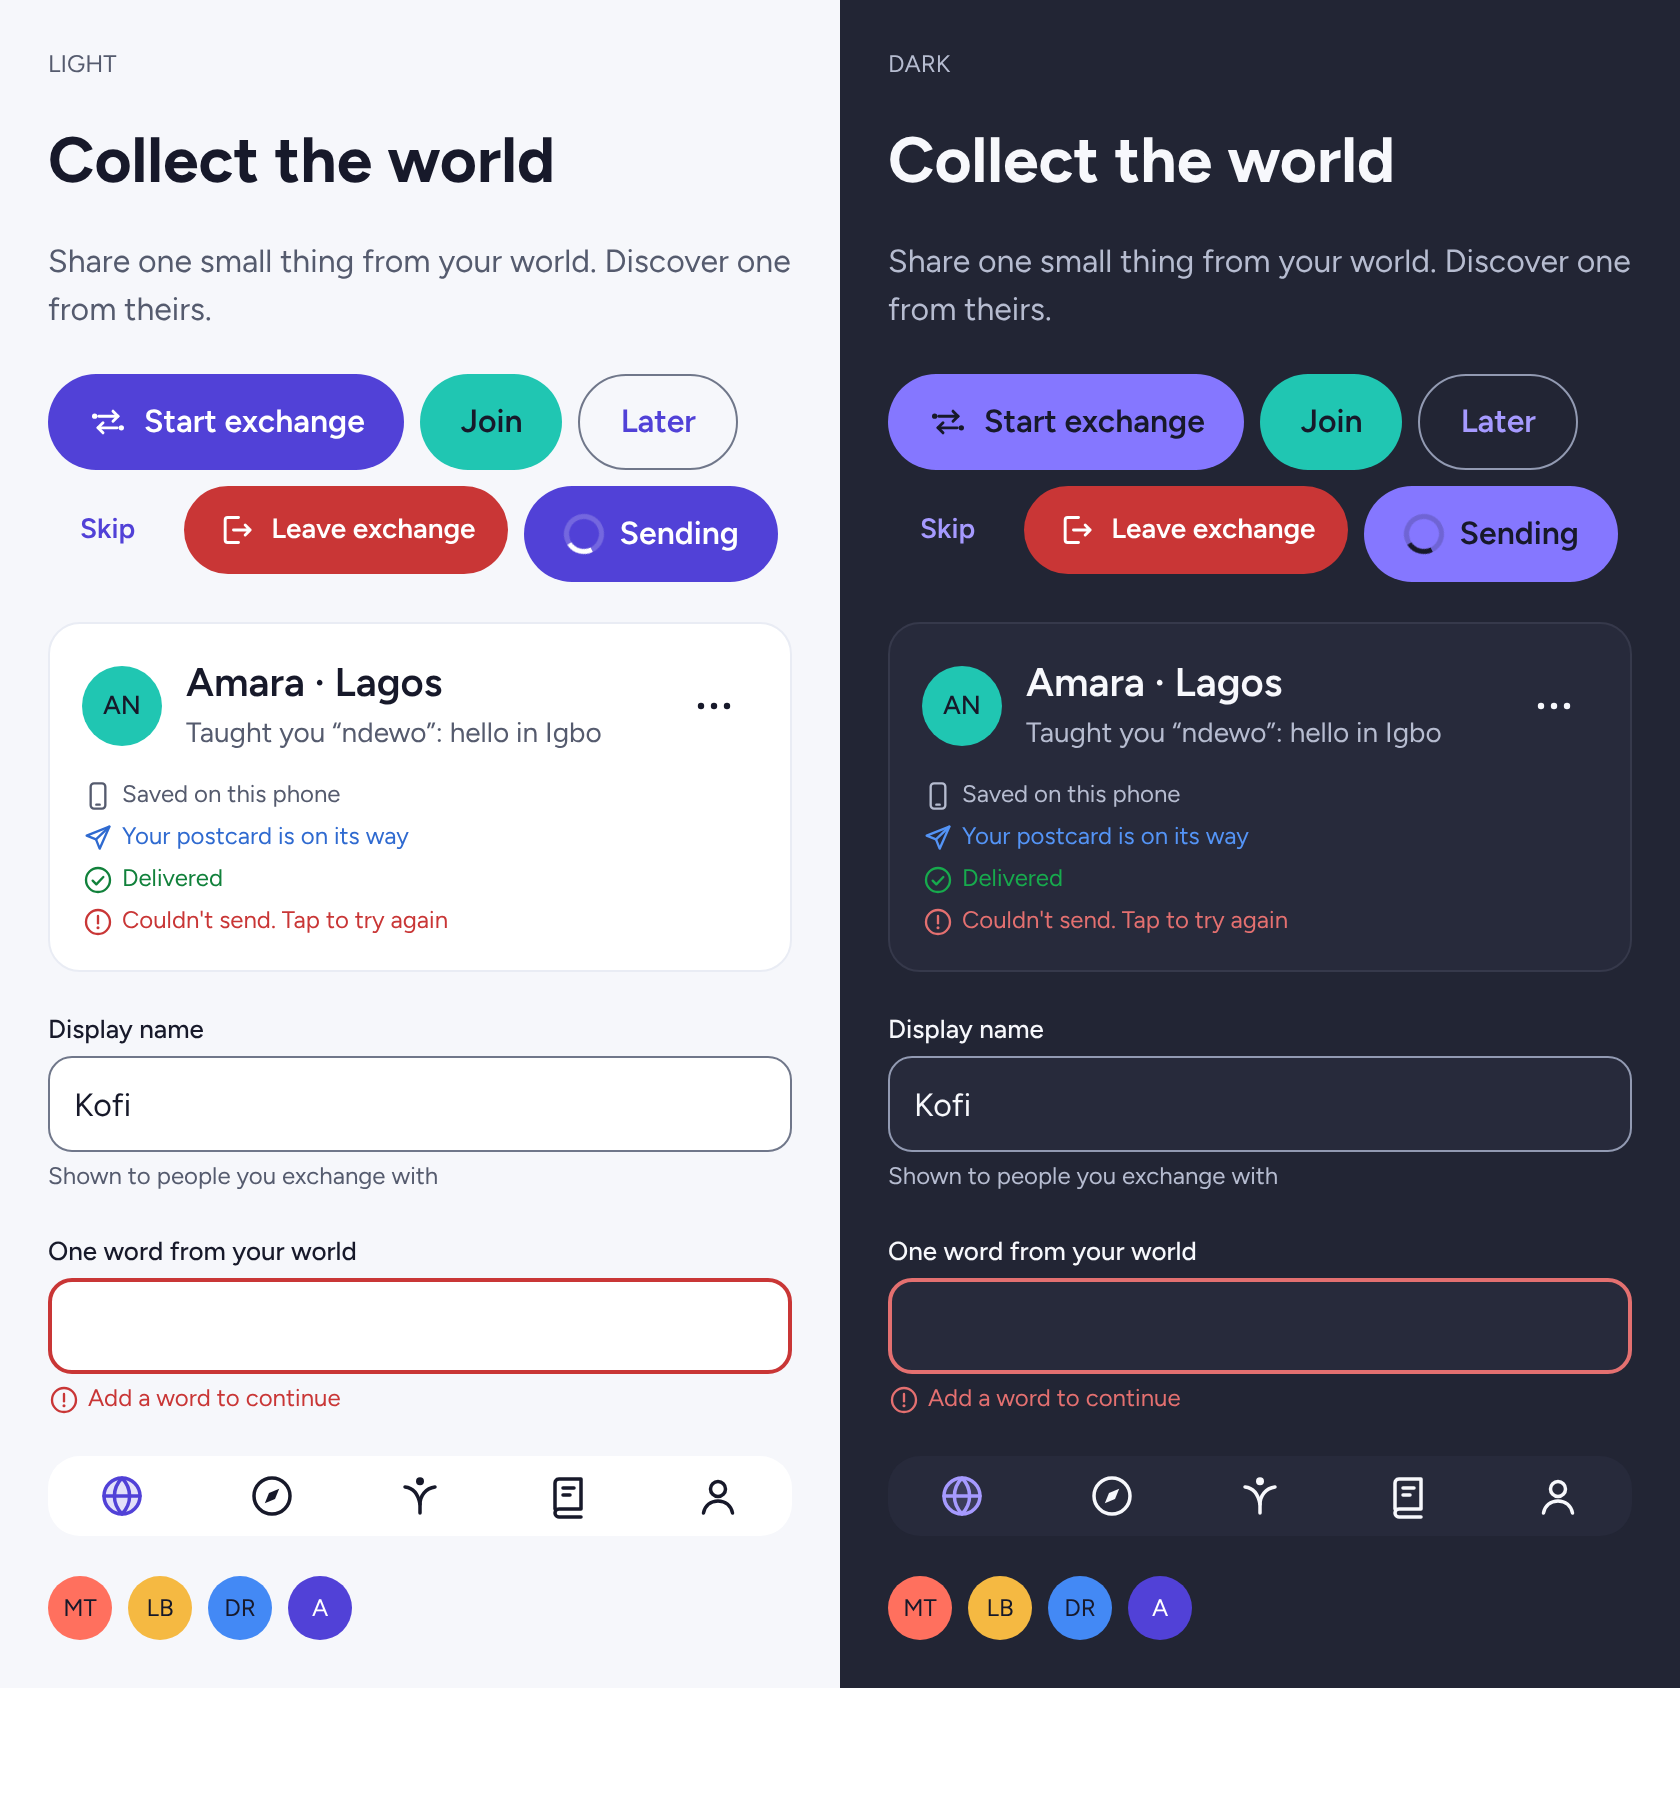 LIGHT
Collect the world
Share one small thing from your world. Discover one
from theirs.
Start exchange
Join
Later
Skip
Leave exchange
Sending
AN
Amara · Lagos
Taught you “ndewo”: hello in Igbo
Saved on this phone
Your postcard is on its way
Delivered
Couldn't send. Tap to try again
Display name
Kofi
Shown to people you exchange with
One word from your world
Add a word to continue
MT
LB
DR
A
DARK
Collect the world
Share one small thing from your world. Discover one
from theirs.
Start exchange
Join
Later
Skip
Leave exchange
Sending
AN
Amara · Lagos
Taught you “ndewo”: hello in Igbo
Saved on this phone
Your postcard is on its way
Delivered
Couldn't send. Tap to try again
Display name
Kofi
Shown to people you exchange with
One word from your world
Add a word to continue
MT
LB
DR
A